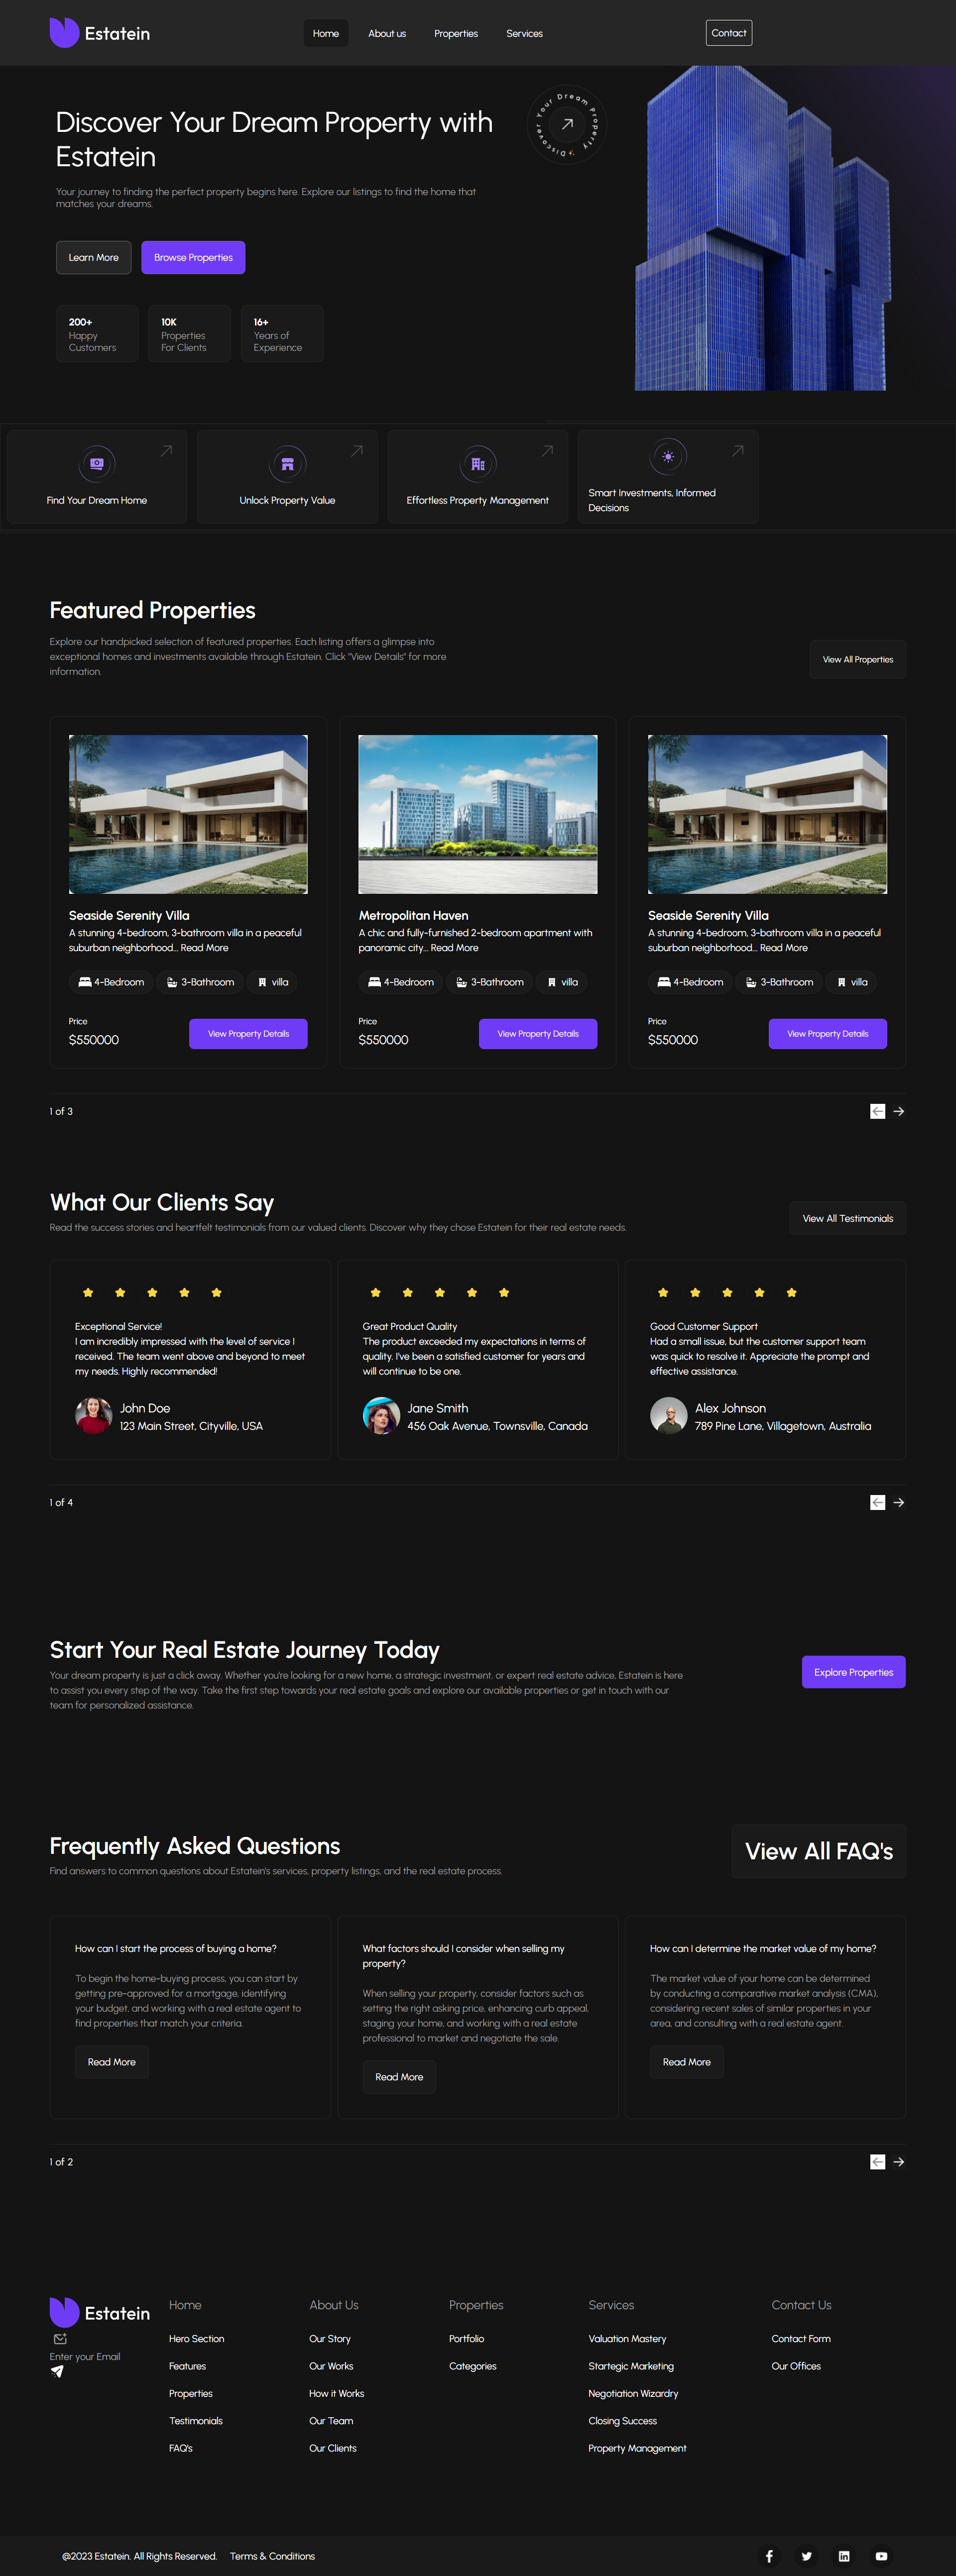 Estatein
Home
About us
Properties
Services
Contact
Discover Your Dream Property with
Estatein
Discover Your Dream Property
Your journey to finding the perfect property begins here. Explore our listings to find the home that
matches your dreams.
Learn More
Browse Properties
200+
Happy
Customers
10K
Properties
For Clients
16+
Years of
Experience
Find Your Dream Home
Unlock Property Value
Effortless Property Management
Smart Investments, Informed
Decisions
Featured Properties
Explore our handpicked selection of featured properties. Each listing offers a glimpse into
exceptional homes and investments available through Estatein. Click "View Details" for more
information.
View All Properties
Seaside Serenity Villa
A stunning 4-bedroom, 3-bathroom villa in a peaceful
suburban neighborhood... Read More
4-Bedroom
3-Bathroom
villa
Price
$550000
View Property Details
Metropolitan Haven
A chic and fully-furnished 2-bedroom apartment with
panoramic city... Read More
4-Bedroom
3-Bathroom
villa
Price
$550000
View Property Details
Seaside Serenity Villa
A stunning 4-bedroom, 3-bathroom villa in a peaceful
suburban neighborhood... Read More
4-Bedroom
3-Bathroom
villa
Price
$550000
View Property Details
1 of 3
What Our Clients Say
Read the success stories and heartfelt testimonials from our valued clients. Discover why they chose Estatein for their real estate needs.
View All Testimonials
Exceptional Service!
I am incredibly impressed with the level of service I
received. The team went above and beyond to meet
my needs. Highly recommended!
John Doe
123 Main Street, Cityville, USA
Great Product Quality
The product exceeded my expectations in terms of
quality. I've been a satisfied customer for years and
will continue to be one.
Jane Smith
456 Oak Avenue, Townsville, Canada
Good Customer Support
Had a small issue, but the customer support team
was quick to resolve it. Appreciate the prompt and
effective assistance.
Alex Johnson
789 Pine Lane, Villagetown, Australia
1 of 4
Start Your Real Estate Journey Today
Your dream property is just a click away. Whether you're looking for a new home, a strategic investment, or expert real estate advice, Estatein is here
to assist you every step of the way. Take the first step towards your real estate goals and explore our available properties or get in touch with our
team for personalized assistance.
Explore Properties
Frequently Asked Questions
Find answers to common questions about Estatein's services, property listings, and the real estate process.
View All FAQ's
How can I start the process of buying a home?
To begin the home-buying process, you can start by
getting pre-approved for a mortgage, identifying
your budget, and working with a real estate agent to
find properties that match your criteria.
Read More
What factors should I consider when selling my
property?
When selling your property, consider factors such as
setting the right asking price, enhancing curb appeal,
staging your home, and working with a real estate
professional to market and negotiate the sale.
Read More
How can I determine the market value of my home?
The market value of your home can be determined
by conducting a comparative market analysis (CMA),
considering recent sales of similar properties in your
area, and consulting with a real estate agent.
Read More
1 of 2
Estatein
Enter your Email
Home
Hero Section
Features
Properties
Testimonials
FAQ's
About Us
Our Story
Our Works
How it Works
Our Team
Our Clients
Properties
Portfolio
Categories
Services
Valuation Mastery
Startegic Marketing
Negotiation Wizardry
Closing Success
Property Management
Contact Us
Contact Form
Our Offices
@2023 Estatein. All Rights Reserved.
Terms & Conditions